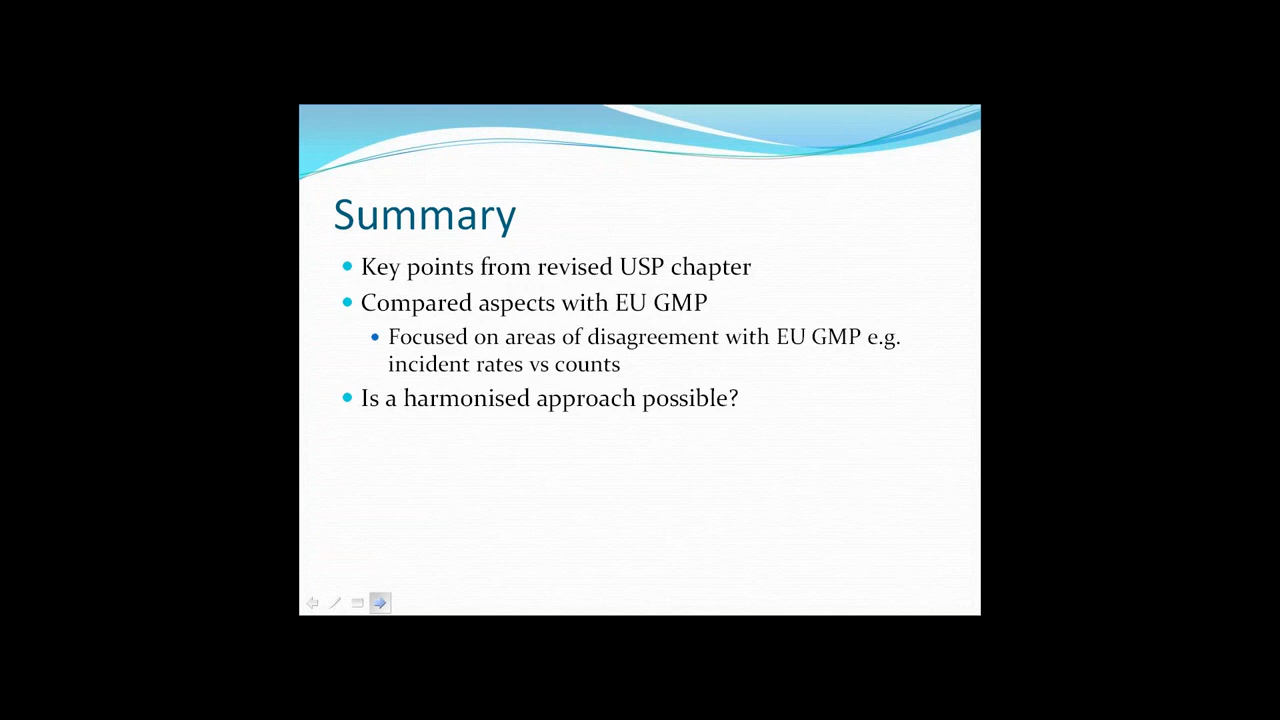 Summary
Key points from revised USP chapter
Compared aspects with EU GMP
Focused on areas of disagreement with EU GMP e.g.
incident rates vs counts
Is a harmonised approach possible?